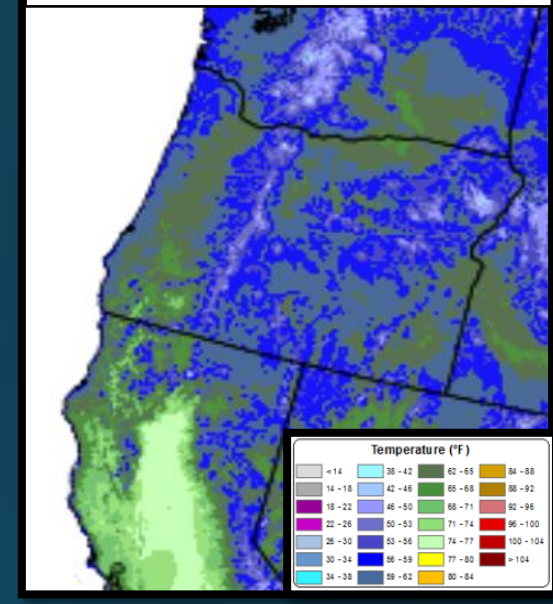 Temperature (°F)
< 14 38 - 42 62 - 65 84 - 88
14 - 18 42 - 46 65 - 68 88 - 92
18 - 22 46 - 50 68 - 71 92 - 96
22 - 26 50 - 53 71 - 74 96 - 100
26 - 30 53 - 56 74 - 77 100 - 104
30 - 34 56 - 59 77 - 80 > 104
34 - 38 59 - 62 80 - 84